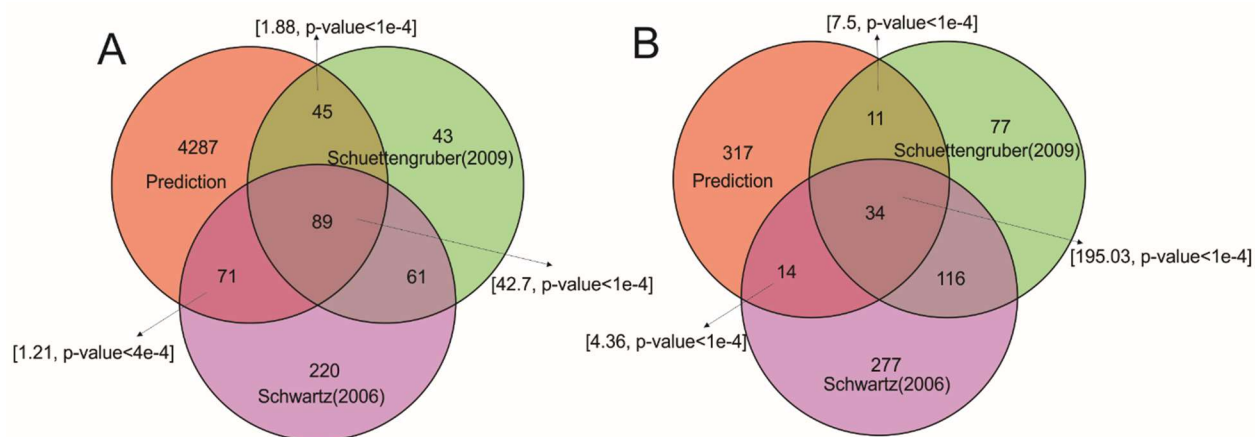 A
[1.88, p-value<1e-4]
45
4287
Prediction
43
Schuettengruber(2009)
89
71
61
[42.7, p-value<1e-4]
[1.21, p-value<4e-4]
220
Schwartz(2006)
B
[7.5, p-value<1e-4]
11
317
Prediction
77
Schuettengruber(2009)
34
14
116
[195.03, p-value<1e-4]
[4.36, p-value<1e-4]
277
Schwartz(2006)